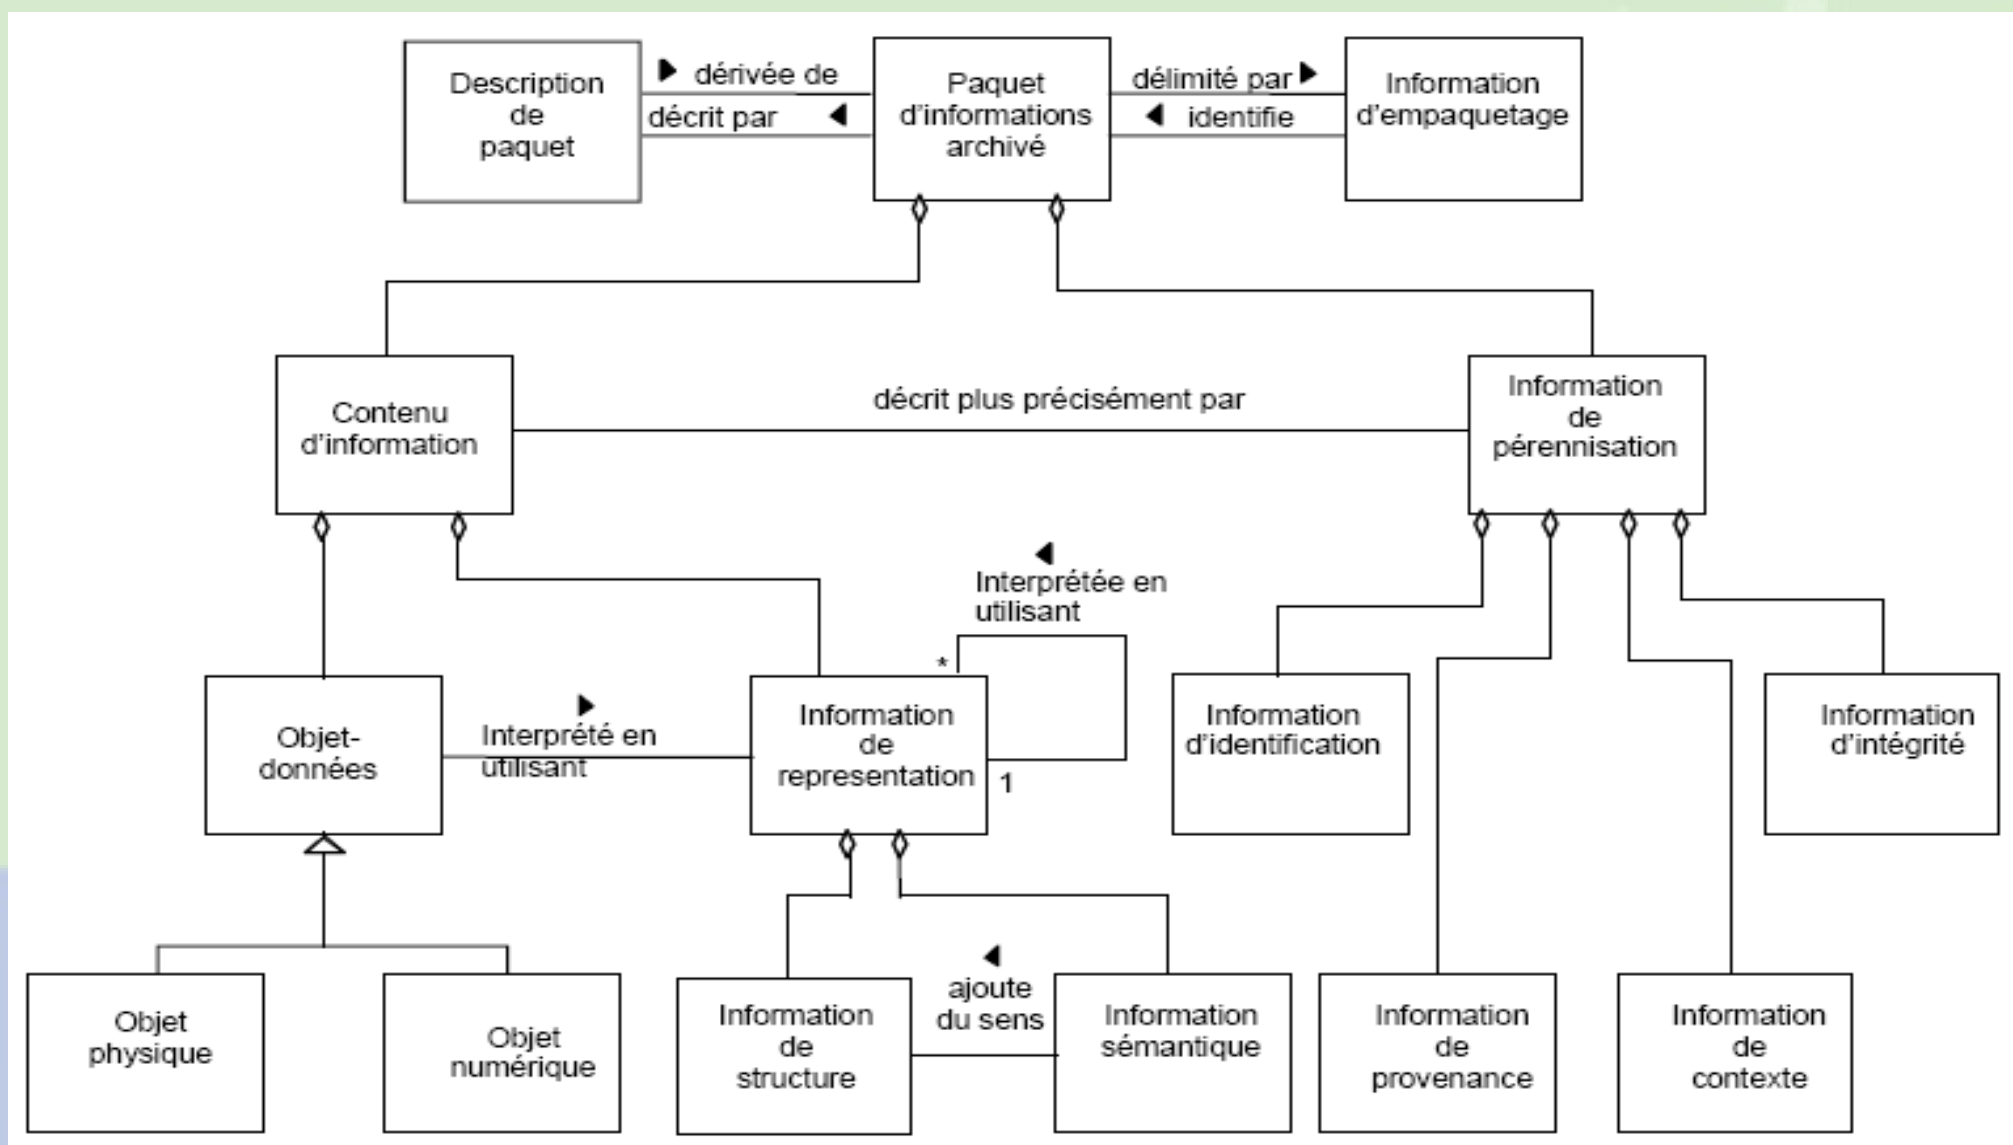 Description
de
paquet
dérivée de
décrit par
Paquet
d'informations
archivé
délimité par
identifie
Information
d'empaquetage
Contenu
d'information
décrit plus précisément par
Information
de
pérennisation
Interprétée en
utilisant
*
1
Objet-
données
Interprété en
utilisant
Information
de
representation
Information
d'identification
Information
d'intégrité
Objet
physique
Objet
numérique
Information
de
structure
ajoute
du sens
Information
sémantique
Information
de
provenance
Information
de
contexte